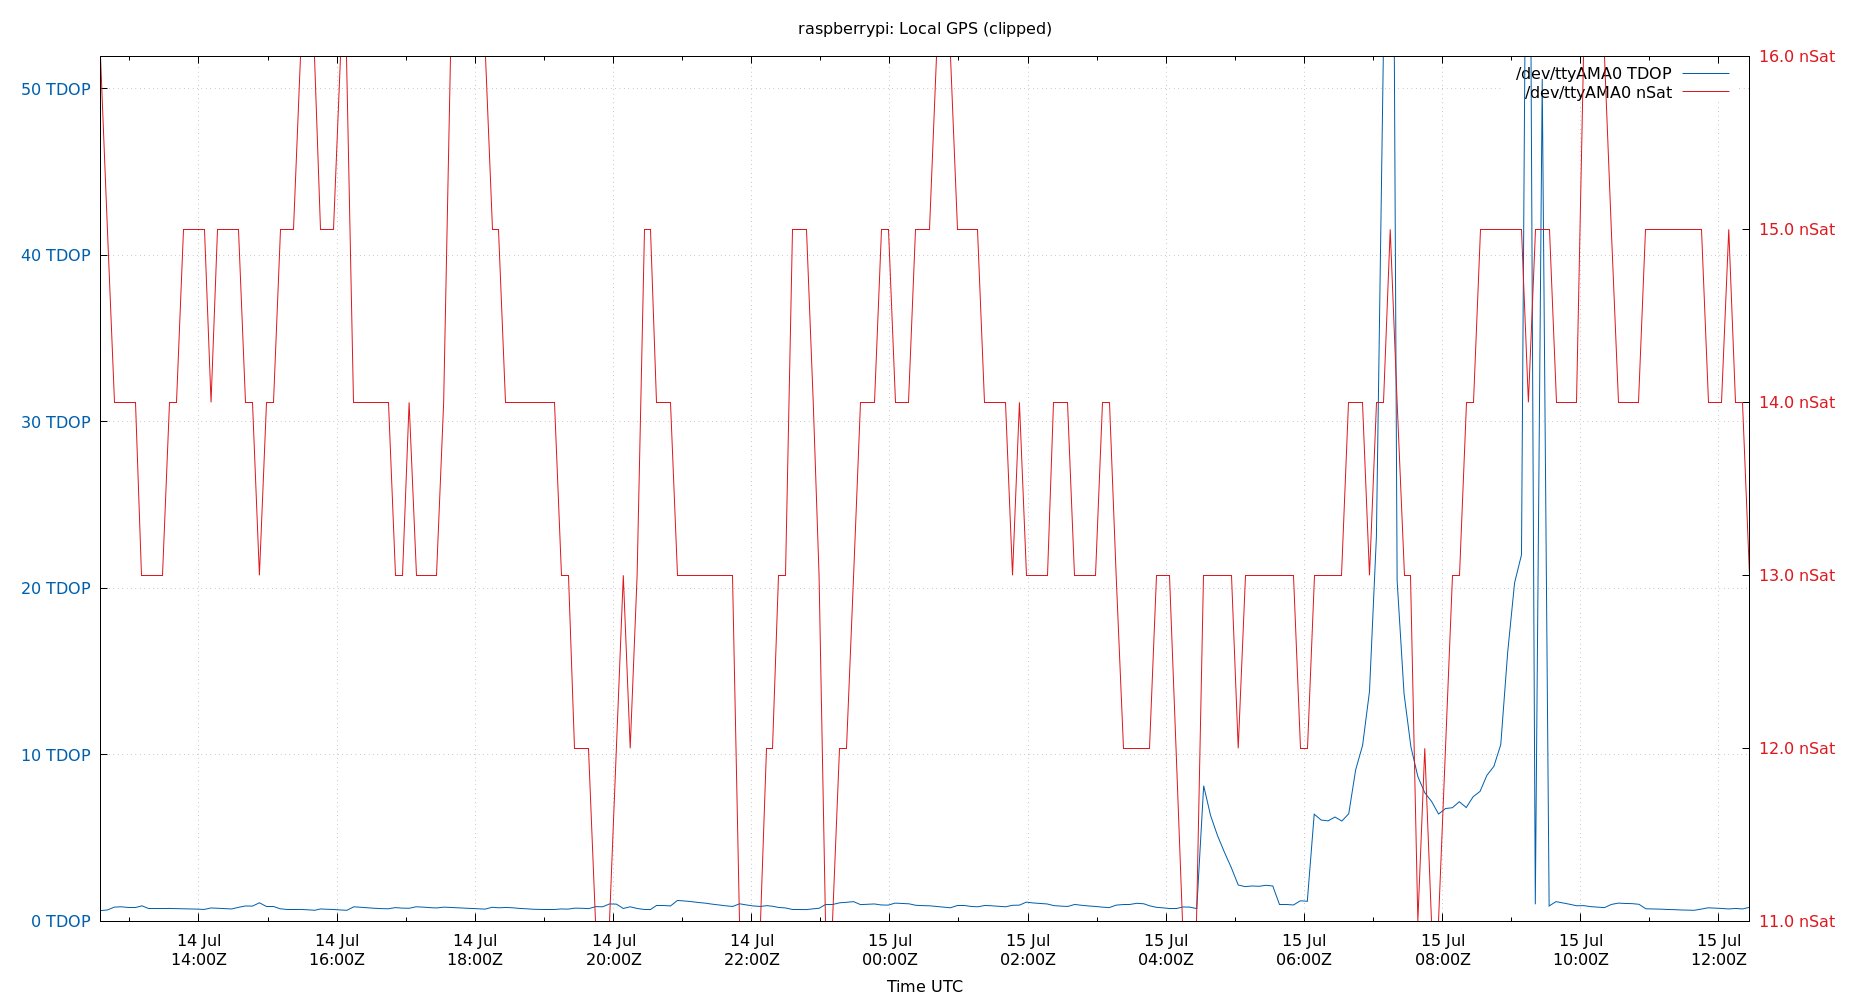 raspberrypi: Local GPS (clipped)
/dev/ttyAMA0 TDOP
/dev/ttyAMA0 nSat
50 TDOP
40 TDOP
30 TDOP
20 TDOP
10 TDOP
0 TDOP
16.0 nSat
15.0 nSat
14.0 nSat
13.0 nSat
12.0 nSat
11.0 nSat
14 Jul
14:00Z
14 Jul
16:00Z
14 Jul
18:00Z
14 Jul
20:00Z
14 Jul
22:00Z
15 Jul
00:00Z
15 Jul
02:00Z
15 Jul
04:00Z
15 Jul
06:00Z
15 Jul
08:00Z
15 Jul
10:00Z
15 Jul
12:00Z
Time UTC